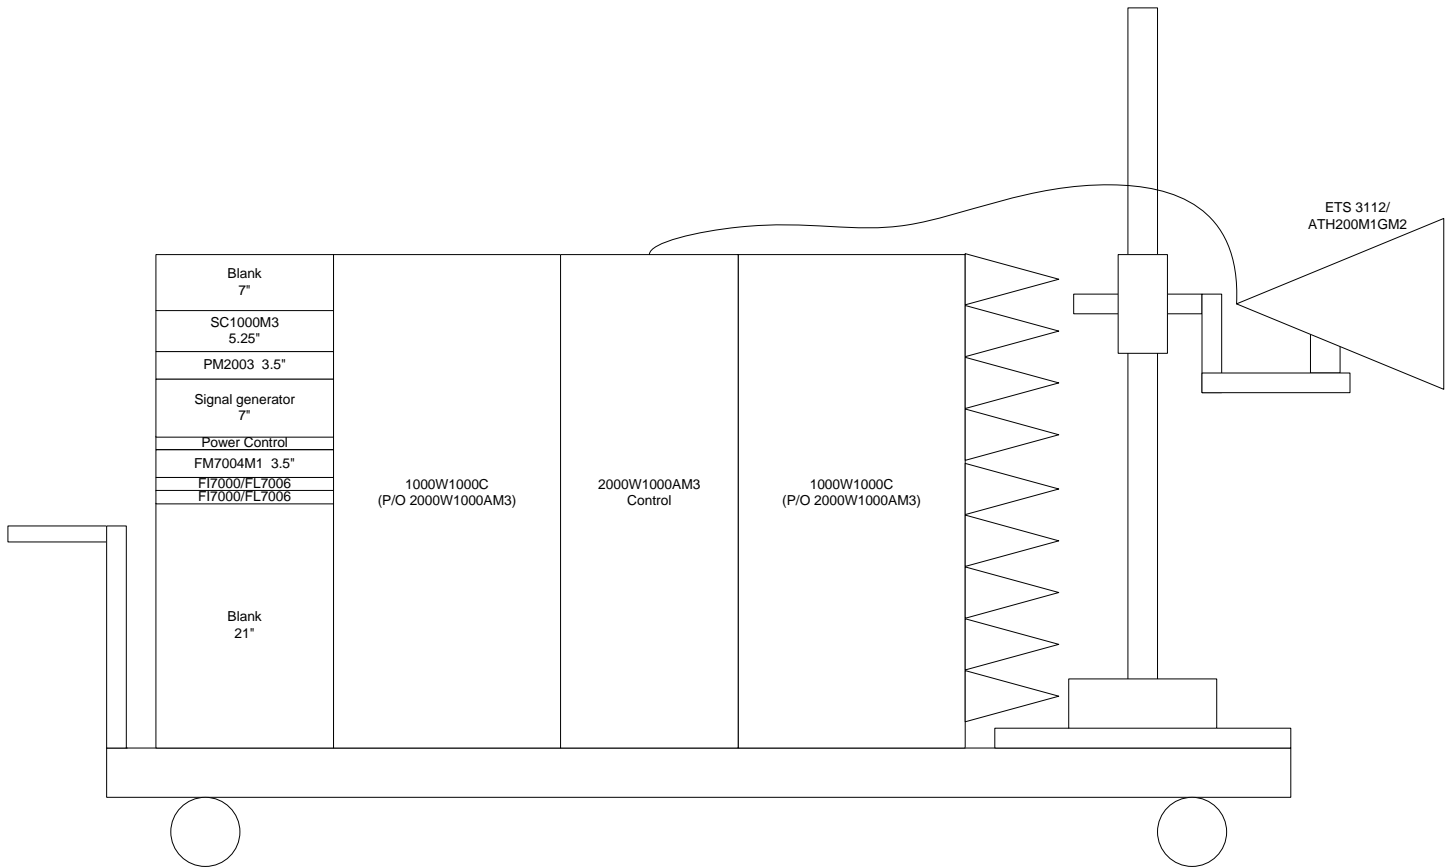 ETS 3112/
ATH200M1GM2
Blank
7"
SC1000M3
5.25"
PM2003  3.5"
Signal generator
7"
Power Control
FM7004M1  3.5"
FI7000/FL7006
FI7000/FL7006
Blank
21"
1000W1000C
(P/O 2000W1000AM3)
2000W1000AM3
Control
1000W1000C
(P/O 2000W1000AM3)